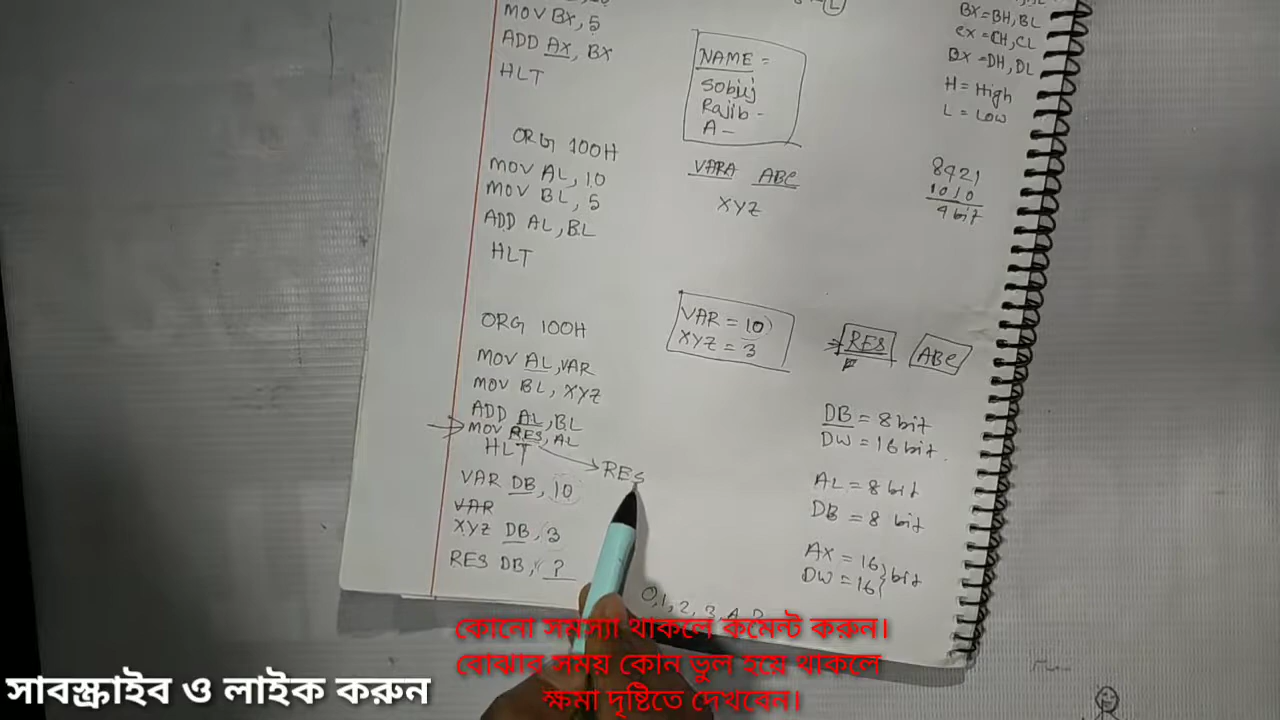 MOV BX, 5
ADD AX, BX
HLT
ORG 100H
MOV AL, 10
MOV BL, 5
ADD AL, BL
HLT
ORG 100H
MOV AL, VAR
MOV BL, XYZ
ADD AL, BL
MOV RES, AL
HLT
RES
VAR DB, 10
VAR
XYZ DB, 3
RES DB, ?
NAME =
Sobuj
Rajib -
A -
VARA ABC
XYZ
VAR = 10
XYZ = 3
RES
ABC
BX = BH, BL
CX = CH, CL
DX = DH, DL
H = High
L = Low
8421
1010
4 bit
DB = 8 bit
DW = 16 bit.
AL = 8 bit
DB = 8 bit
AX = 16 } bit
DW = 16
0, 1, 2, 3, A, B
কোনো সমস্যা থাকলে কমেন্ট করুন।
বোঝাব সময় কোন ভুল হয়ে থাকলে
ক্ষমা দৃষ্টিতে দেখবেন।
সাবস্ক্রাইব ও লাইক করুন